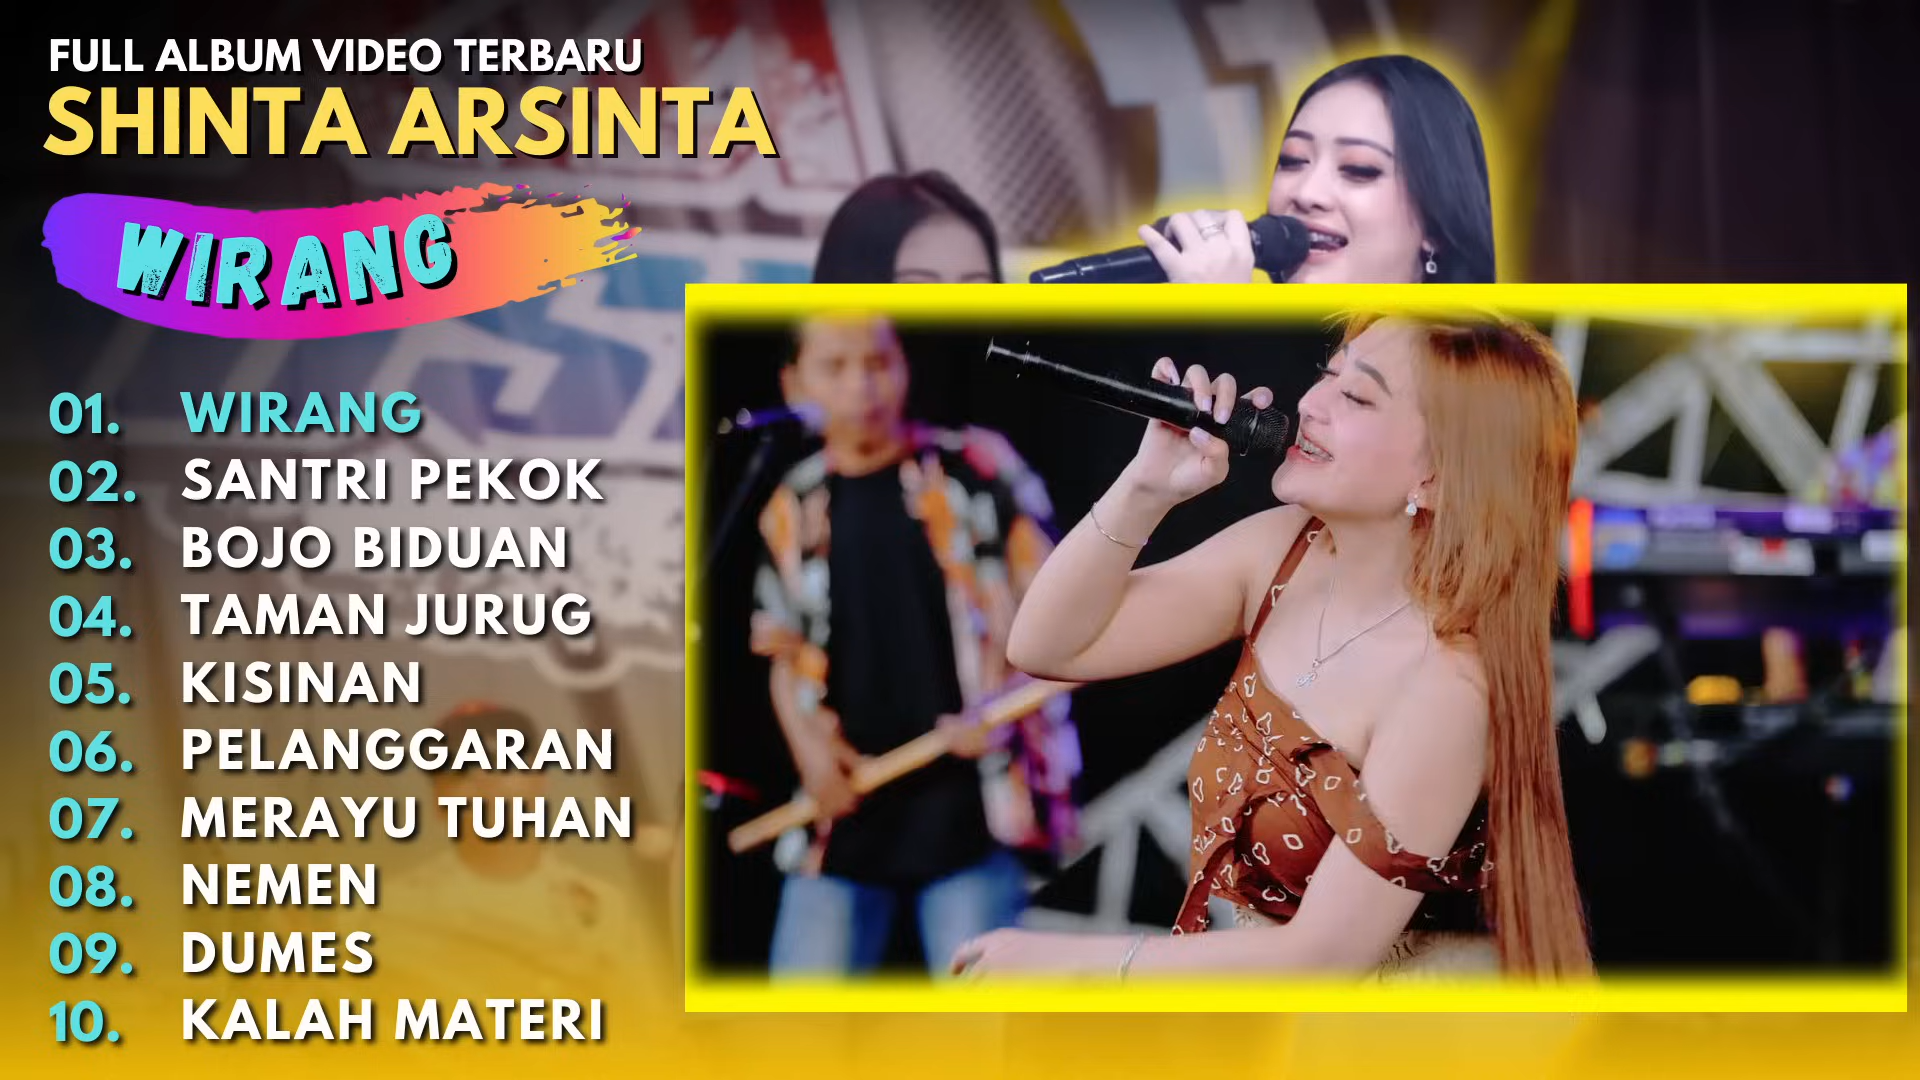 FULL ALBUM VIDEO TERBARU
SHINTA ARSINTA
WIRANG
01. WIRANG
02. SANTRI PEKOK
03. BOJO BIDUAN
04. TAMAN JURUG
05. KISINAN
06. PELANGGARAN
07. MERAYU TUHAN
08. NEMEN
09. DUMES
10. KALAH MATERI